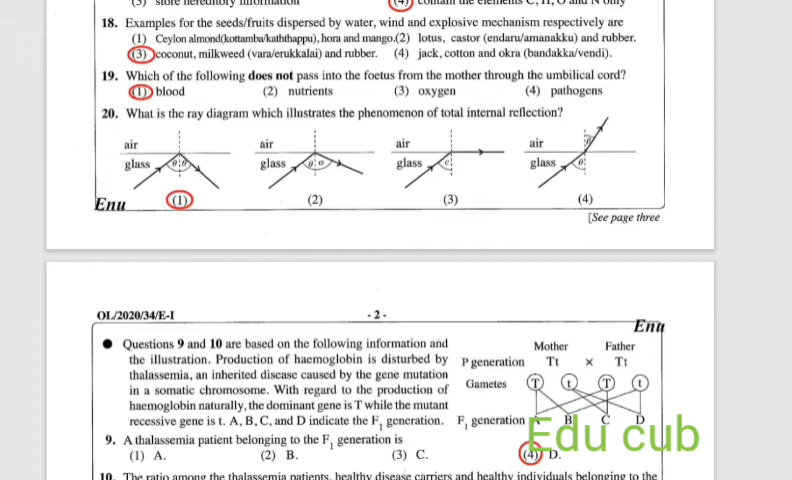 (3) store hereditory information (4) contain the elements C, H, O and N only
18. Examples for the seeds/fruits dispersed by water, wind and explosive mechanism respectively are
(1) Ceylon almond(kottamba/kaththappu), hora and mango. (2) lotus, castor (endaru/amanakku) and rubber.
(3) coconut, milkweed (vara/erukkalai) and rubber. (4) jack, cotton and okra (bandakka/vendi).
19. Which of the following does not pass into the foetus from the mother through the umbilical cord?
(1) blood (2) nutrients (3) oxygen (4) pathogens
20. What is the ray diagram which illustrates the phenomenon of total internal reflection?
air air air air
glass θ θ glass θ α glass c glass θ
Enu (1) (2) (3) (4)
[See page three
OL/2020/34/E-I - 2 -
Enu
● Questions 9 and 10 are based on the following information and
the illustration. Production of haemoglobin is disturbed by
thalassemia, an inherited disease caused by the gene mutation
in a somatic chromosome. With regard to the production of
haemoglobin naturally, the dominant gene is T while the mutant
recessive gene is t. A, B, C, and D indicate the F₁ generation.
Mother Father
P generation Tt × Tt
Gametes T t T t
F₁ generation A B C D
Edu cub
9. A thalassemia patient belonging to the F₁ generation is
(1) A. (2) B. (3) C. (4) D.
10. The ratio among the thalassemia patients, healthy disease carriers and healthy individuals belonging to the